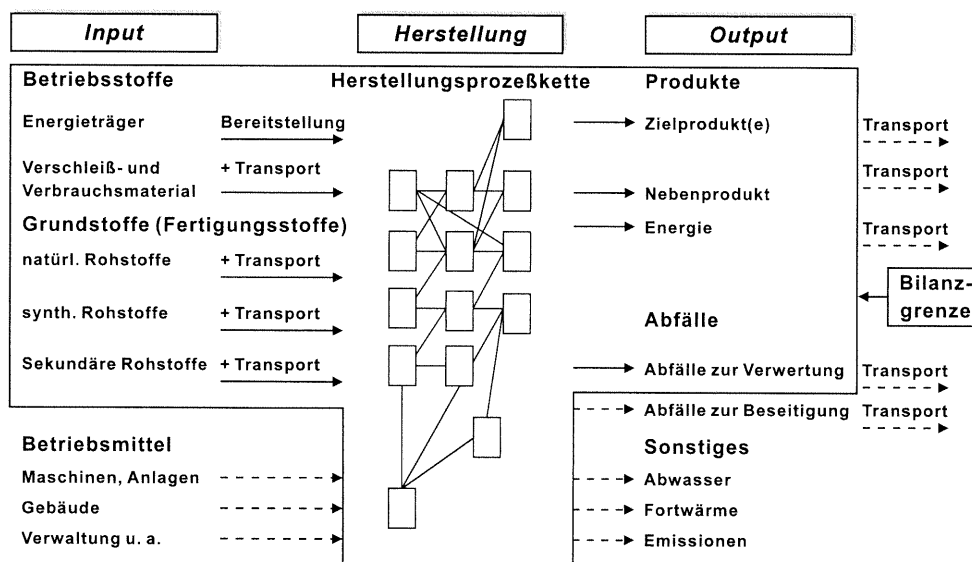 Input
Herstellung
Output
Betriebsstoffe
Herstellungsprozeßkette
Produkte
Energieträger
Bereitstellung
Zielprodukt(e)
Transport
Verschleiß- und
Verbrauchsmaterial
+ Transport
Nebenprodukt
Transport
Grundstoffe (Fertigungsstoffe)
Energie
Transport
natürl. Rohstoffe
+ Transport
Bilanz-
grenze
synth. Rohstoffe
+ Transport
Abfälle
Sekundäre Rohstoffe
+ Transport
Abfälle zur Verwertung
Transport
Abfälle zur Beseitigung
Transport
Betriebsmittel
Sonstiges
Maschinen, Anlagen
Abwasser
Gebäude
Fortwärme
Verwaltung u. a.
Emissionen